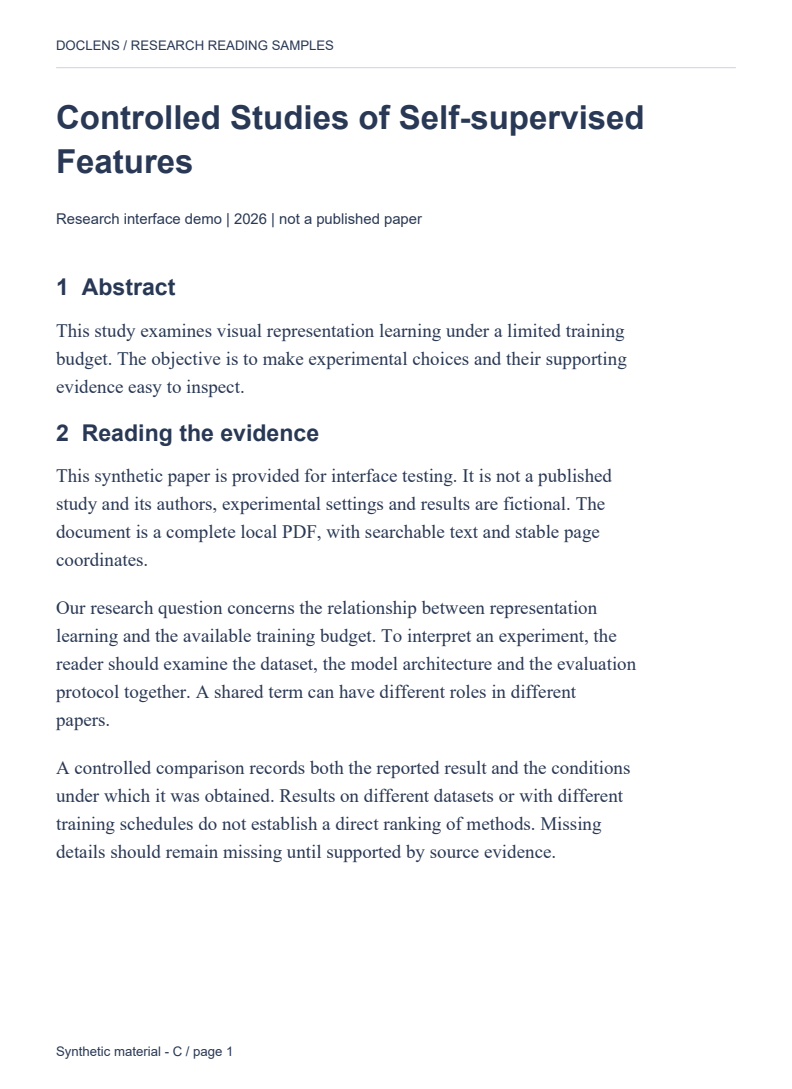 DOCLENS / RESEARCH READING SAMPLES
Controlled Studies of Self-supervised
Features
Research interface demo | 2026 | not a published paper
1 Abstract
This study examines visual representation learning under a limited training
budget. The objective is to make experimental choices and their supporting
evidence easy to inspect.
2 Reading the evidence
This synthetic paper is provided for interface testing. It is not a published
study and its authors, experimental settings and results are fictional. The
document is a complete local PDF, with searchable text and stable page
coordinates.
Our research question concerns the relationship between representation
learning and the available training budget. To interpret an experiment, the
reader should examine the dataset, the model architecture and the evaluation
protocol together. A shared term can have different roles in different
papers.
A controlled comparison records both the reported result and the conditions
under which it was obtained. Results on different datasets or with different
training schedules do not establish a direct ranking of methods. Missing
details should remain missing until supported by source evidence.
Synthetic material - C / page 1